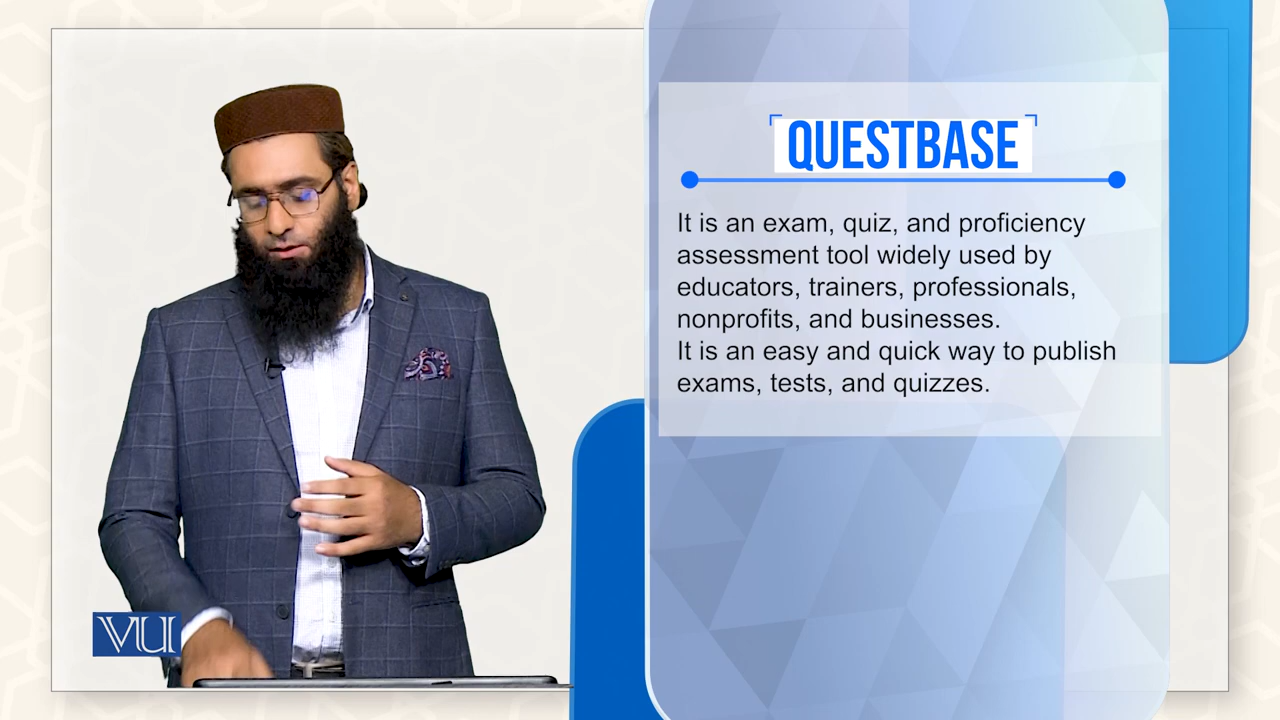 QUESTBASE
It is an exam, quiz, and proficiency
assessment tool widely used by
educators, trainers, professionals,
nonprofits, and businesses.
It is an easy and quick way to publish
exams, tests, and quizzes.
VU